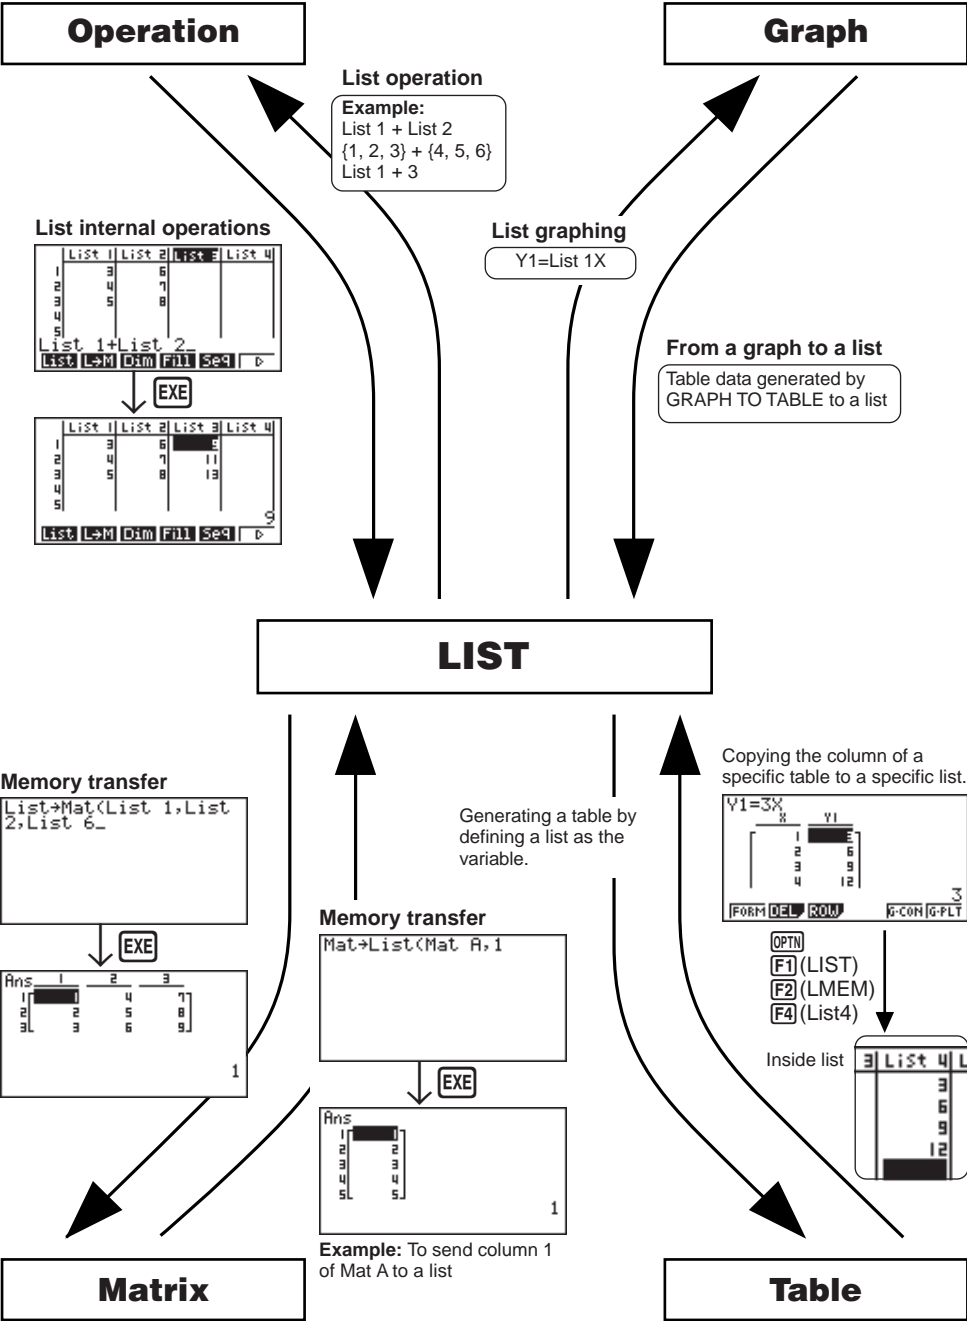 Operation
Graph
List operation
Example:
List 1 + List 2
{1, 2, 3} + {4, 5, 6}
List 1 + 3
List internal operations
List 1 List 2 List 3 List 4
1 3 6
2 4 7
3 5 8
4
5
List 1+List 2_
List L→M Dim Fill Seq ▷
EXE
List 1 List 2 List 3 List 4
1 3 6 9
2 4 7 11
3 5 8 13
4
5
9
List L→M Dim Fill Seq ▷
List graphing
Y1=List 1X
From a graph to a list
Table data generated by
GRAPH TO TABLE to a list
LIST
Memory transfer
List→Mat(List 1,List
2,List 6_
EXE
Ans 1 2 3
1 1 4 7
2 2 5 8
3 3 6 9
1
Memory transfer
Mat→List(Mat A,1
EXE
Ans
1 1
2 2
3 3
4 4
5 5
1
Example: To send column 1
of Mat A to a list
Generating a table by
defining a list as the
variable.
Copying the column of a
specific table to a specific list.
Y1=3X
X Y1
1 3
2 6
3 9
4 12
3
FORM DEL ROW G·CON G·PLT
OPTN
F1 (LIST)
F2 (LMEM)
F4 (List4)
Inside list
3 List 4 L
3
6
9
12
Matrix
Table